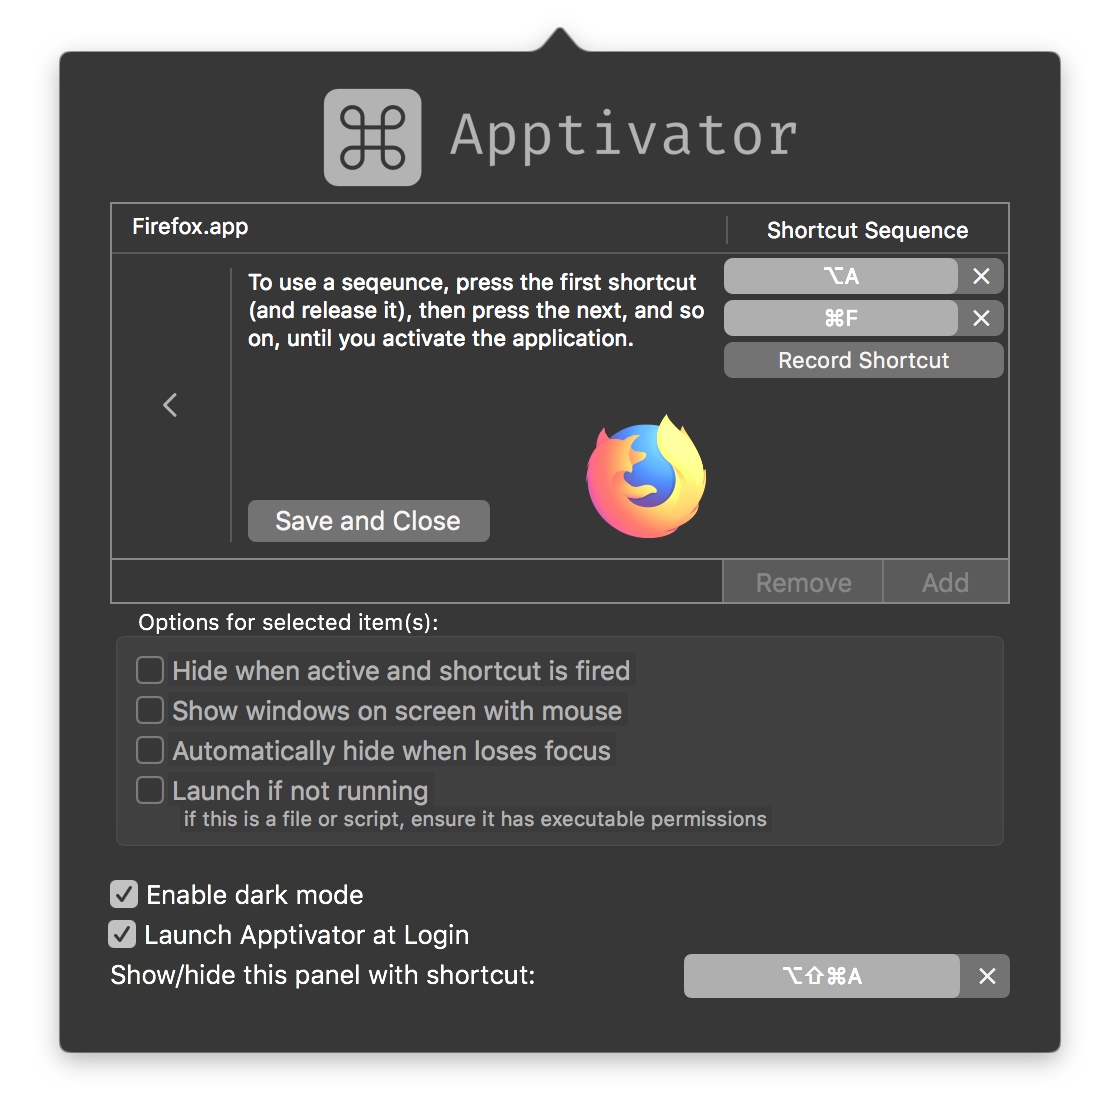 Apptivator
Firefox.app
Shortcut Sequence
To use a seqeunce, press the first shortcut
(and release it), then press the next, and so
on, until you activate the application.
⌥A
⌘F
Record Shortcut
Save and Close
Remove
Add
Options for selected item(s):
Hide when active and shortcut is fired
Show windows on screen with mouse
Automatically hide when loses focus
Launch if not running
if this is a file or script, ensure it has executable permissions
Enable dark mode
Launch Apptivator at Login
Show/hide this panel with shortcut:
⌥⇧⌘A